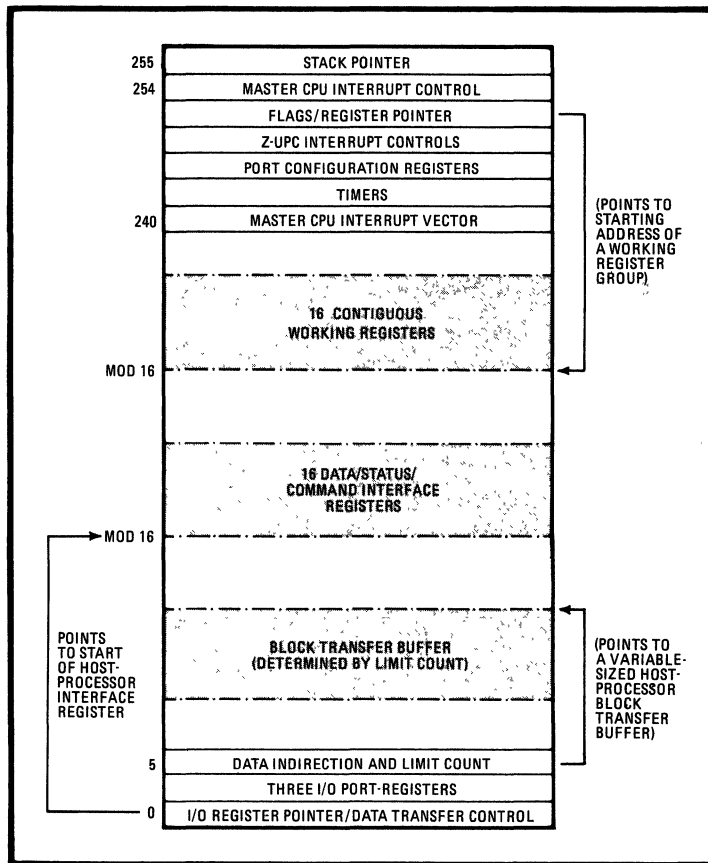 255 STACK POINTER
254 MASTER CPU INTERRUPT CONTROL
FLAGS/REGISTER POINTER
Z-UPC INTERRUPT CONTROLS
PORT CONFIGURATION REGISTERS
TIMERS
240 MASTER CPU INTERRUPT VECTOR
(POINTS TO
STARTING
ADDRESS OF
A WORKING
REGISTER
GROUP)
16 CONTIGUOUS
WORKING REGISTERS
MOD 16
16 DATA/STATUS/
COMMAND INTERFACE
REGISTERS
MOD 16
POINTS
TO START
OF HOST-
PROCESSOR
INTERFACE
REGISTER
BLOCK TRANSFER BUFFER
(DETERMINED BY LIMIT COUNT)
(POINTS TO
A VARIABLE-
SIZED HOST-
PROCESSOR
BLOCK
TRANSFER
BUFFER)
5 DATA INDIRECTION AND LIMIT COUNT
THREE I/O PORT-REGISTERS
0 I/O REGISTER POINTER/DATA TRANSFER CONTROL